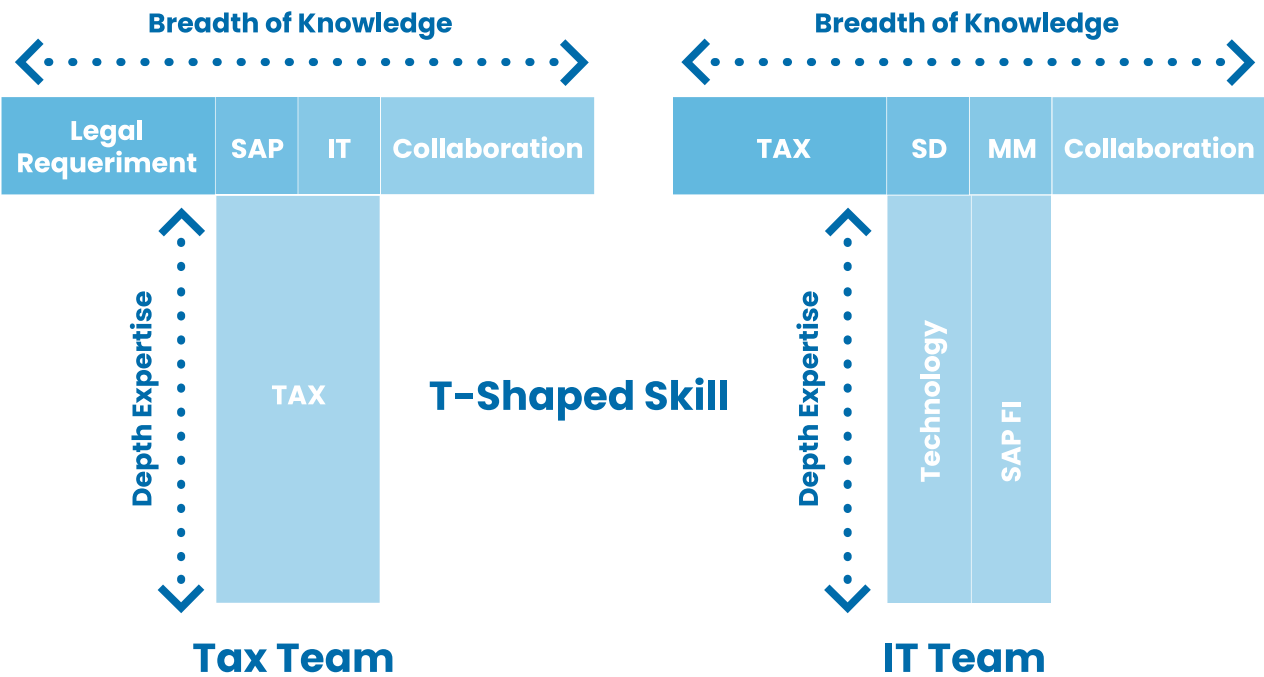 Breadth of Knowledge
Legal
Requeriment
SAP
IT
Collaboration
Depth Expertise
TAX
Tax Team
T-Shaped Skill
Breadth of Knowledge
TAX
SD
MM
Collaboration
Depth Expertise
Technology
SAP FI
IT Team